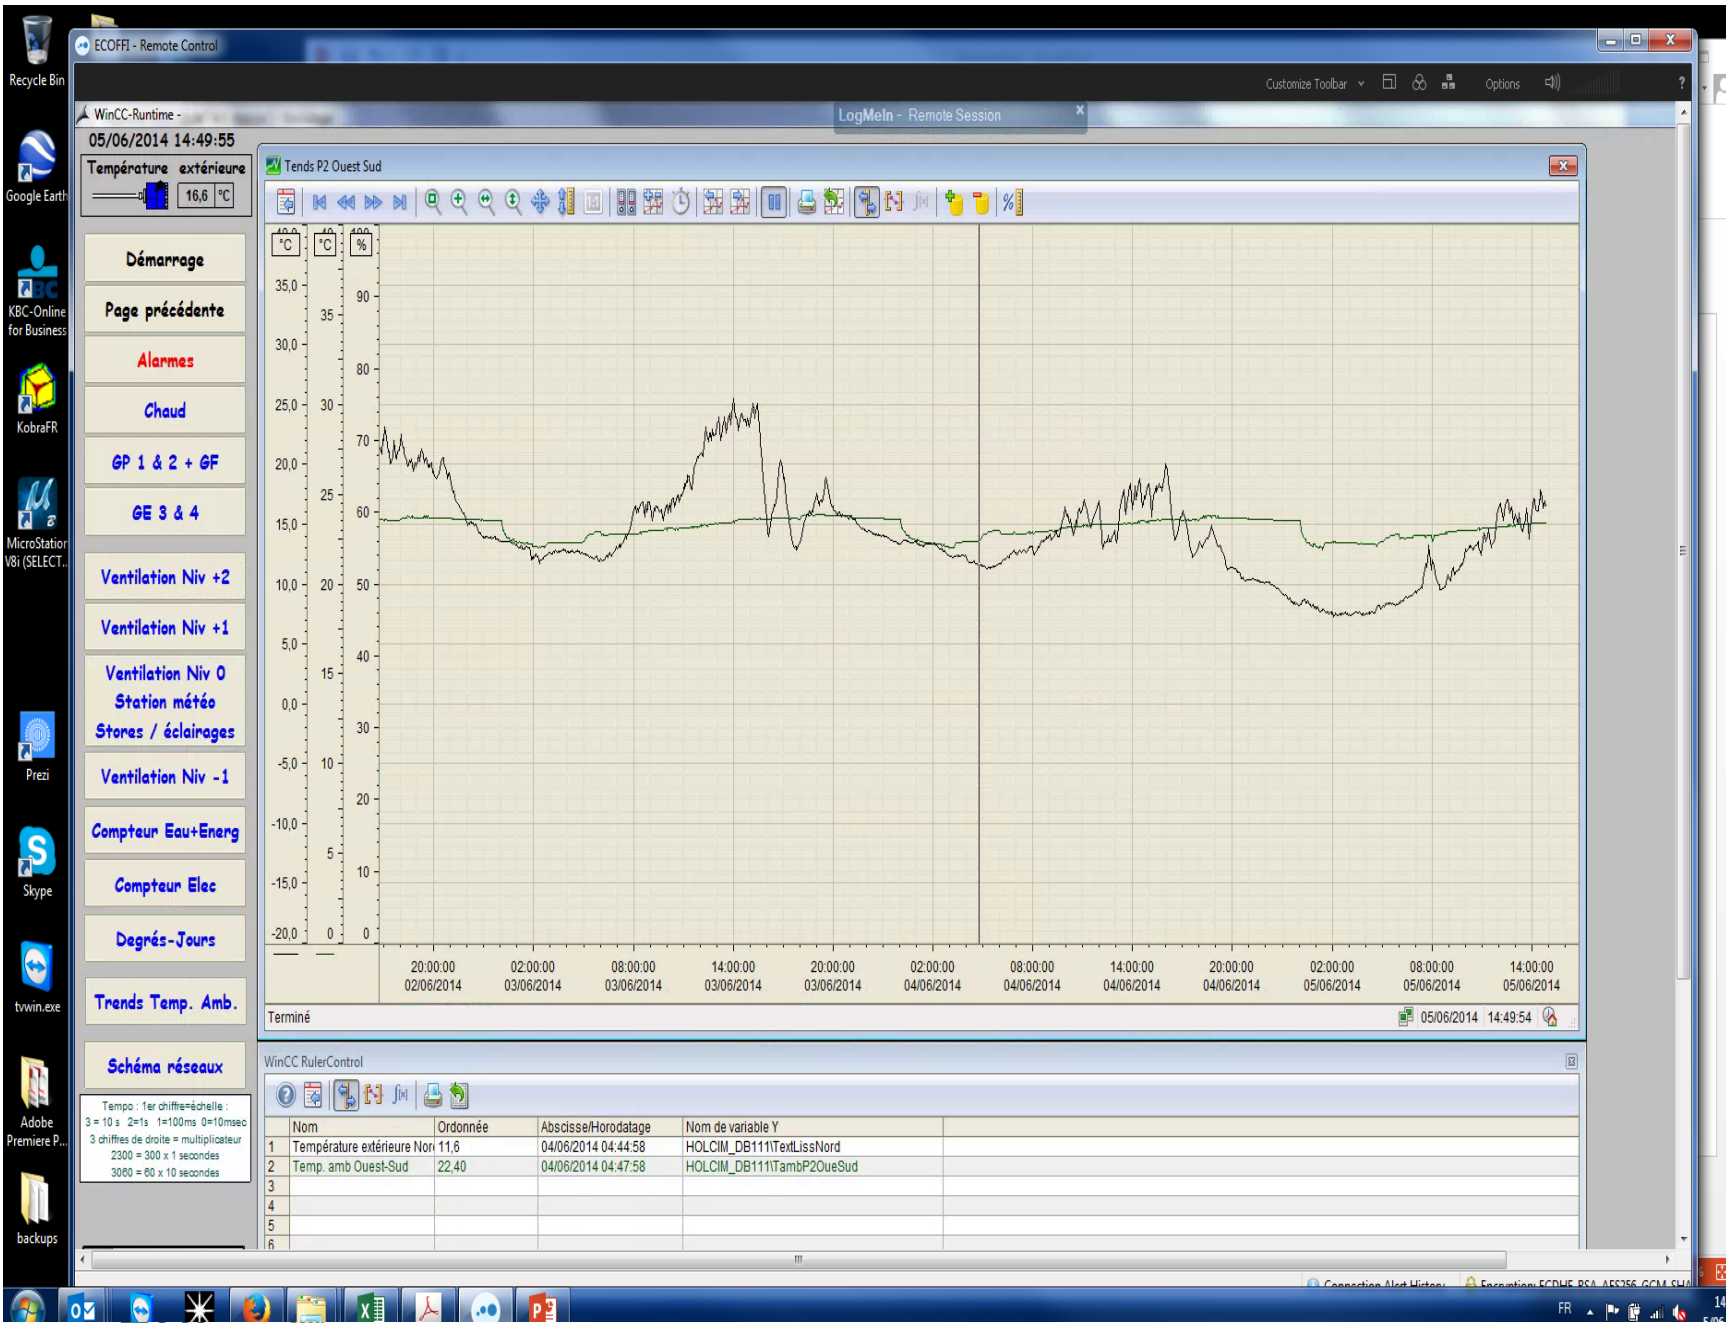 Recycle Bin
Google Earth
KBC-Online
for Business
KobraFR
MicroStation
V8i (SELECT...
Prezi
Skype
tvwin.exe
Adobe
Premiere P...
backups
ECOFFI - Remote Control
Customize Toolbar
Options
?
WinCC-Runtime -
LogMeIn - Remote Session
05/06/2014 14:49:55
Température extérieure
16,6 °C
Démarrage
Page précédente
Alarmes
Chaud
GP 1 & 2 + GF
GE 3 & 4
Ventilation Niv +2
Ventilation Niv +1
Ventilation Niv 0
Station météo
Stores / éclairages
Ventilation Niv -1
Compteur Eau+Energ
Compteur Elec
Degrés-Jours
Trends Temp. Amb.
Schéma réseaux
Tempo : 1er chiffre=échelle :
3 = 10 s 2=1s 1=100ms 0=10msec
3 chiffres de droite = multiplicateur
2300 = 300 x 1 secondes
3060 = 60 x 10 secondes
Tends P2 Ouest Sud
°C °C %
35,0
30,0
25,0
20,0
15,0
10,0
5,0
0,0
-5,0
-10,0
-15,0
-20,0
35
30
25
20
15
10
5
0
90
80
70
60
50
40
30
20
10
0
20:00:00 02:00:00 08:00:00 14:00:00 20:00:00 02:00:00 08:00:00 14:00:00 20:00:00 02:00:00 08:00:00 14:00:00
02/06/2014 03/06/2014 03/06/2014 03/06/2014 03/06/2014 04/06/2014 04/06/2014 04/06/2014 04/06/2014 05/06/2014 05/06/2014 05/06/2014
Terminé
05/06/2014 14:49:54
WinCC RulerControl
Nom Ordonnée Abscisse/Horodatage Nom de variable Y
1 Température extérieure Nor 11,6 04/06/2014 04:44:58 HOLCIM_DB111\TextLissNord
2 Temp. amb Ouest-Sud 22,40 04/06/2014 04:47:58 HOLCIM_DB111\TambP2OueSud
3
4
5
6
Connection Alert History
Encryption: ECDHE-RSA-AES256-GCM-SHA
FR
14